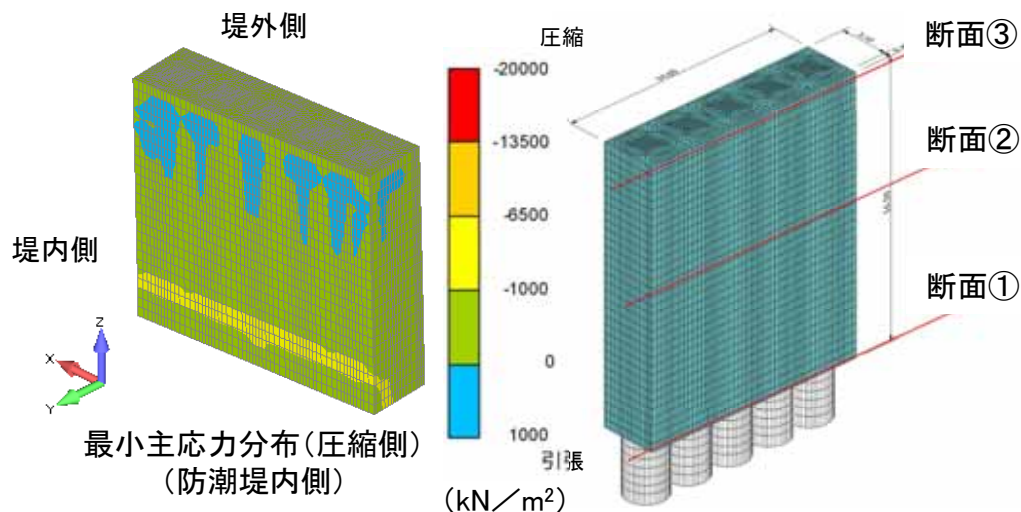 堤外側
堤内側
Z
X
Y
最小主応力分布（圧縮側）
（防潮堤内側）
圧縮
-20000
-13500
-6500
-1000
0
1000
引張
(kN／m²)
断面③
断面②
断面①